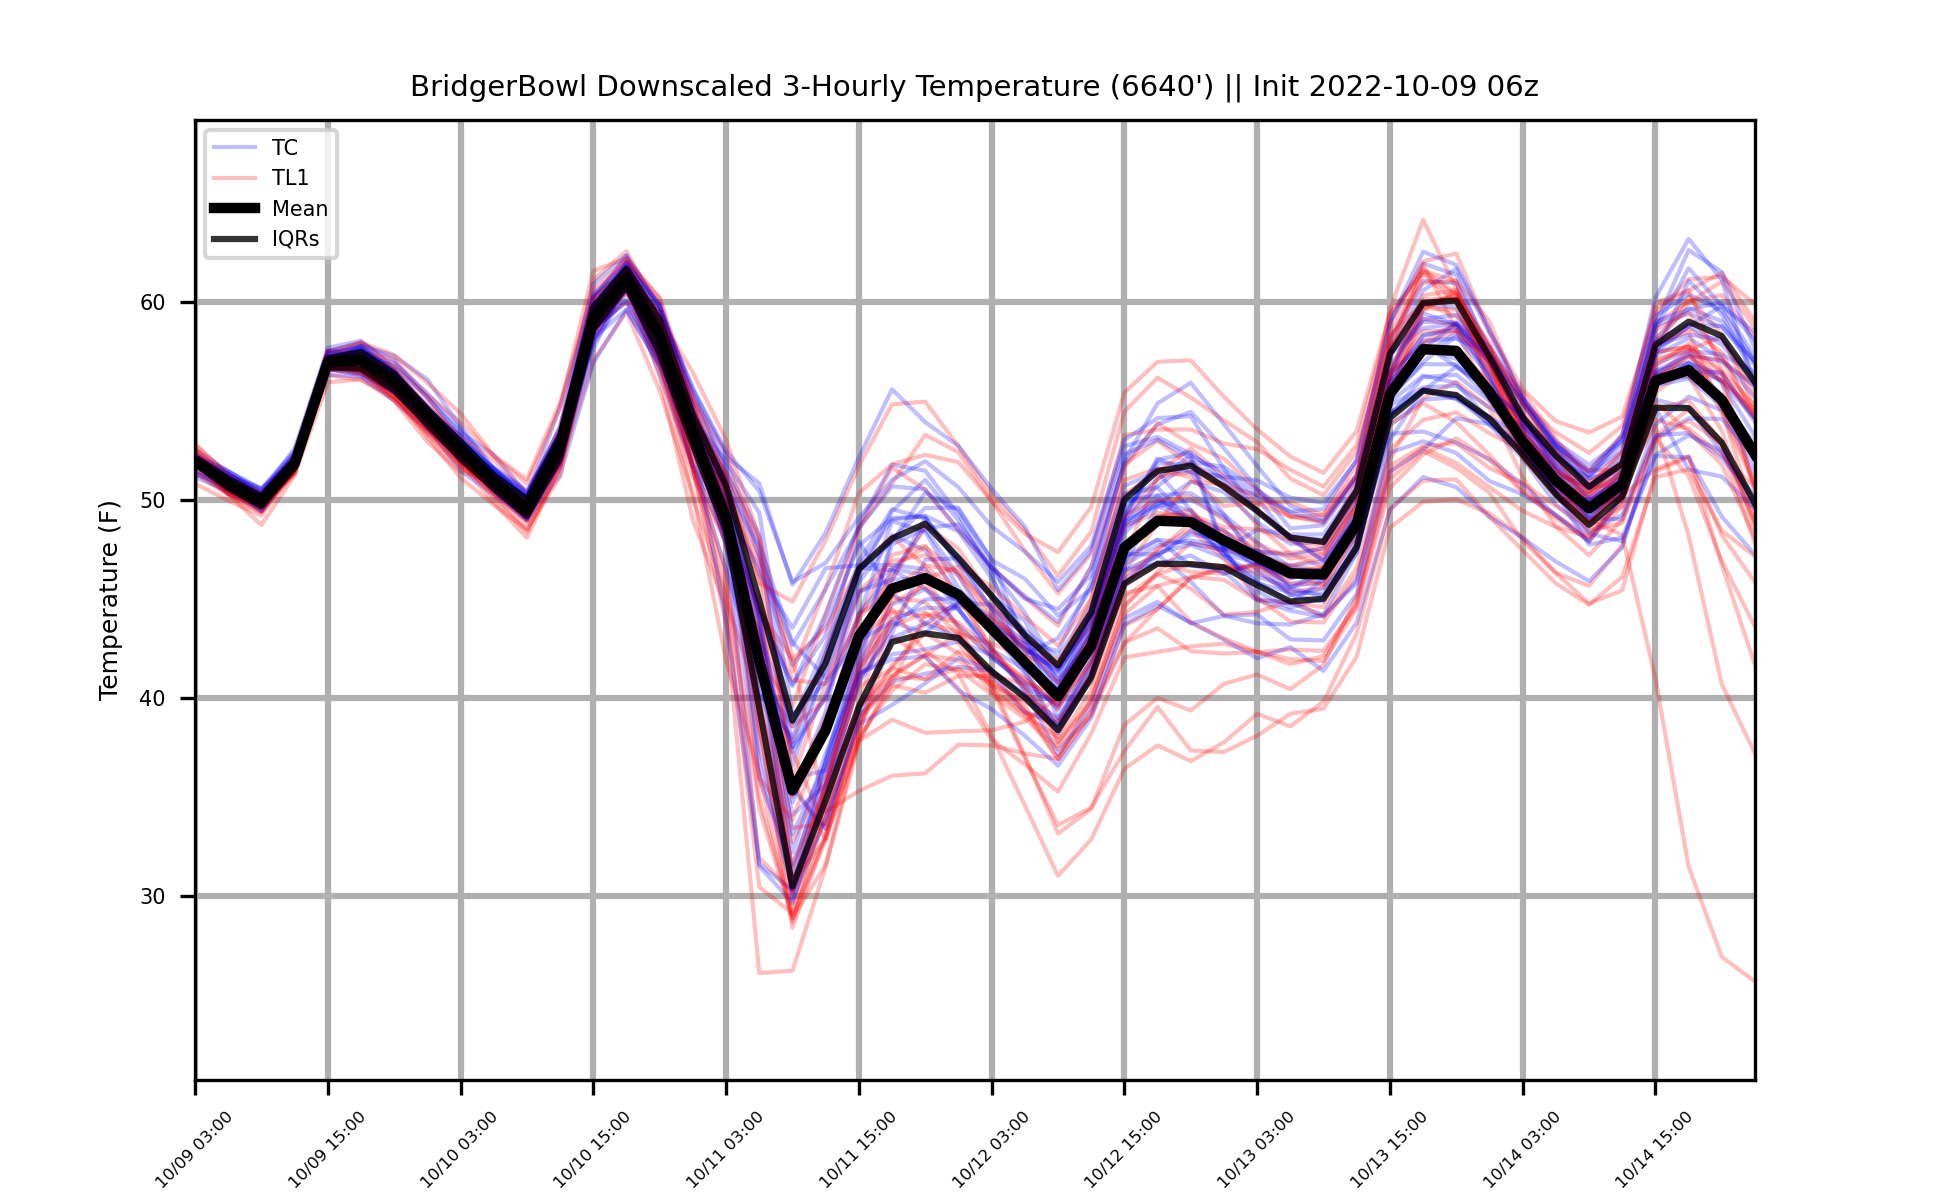 BridgerBowl Downscaled 3-Hourly Temperature (6640') || Init 2022-10-09 06z
TC
TL1
Mean
IQRs
Temperature (F)
60
50
40
30
10/09 03:00
10/09 15:00
10/10 03:00
10/10 15:00
10/11 03:00
10/11 15:00
10/12 03:00
10/12 15:00
10/13 03:00
10/13 15:00
10/14 03:00
10/14 15:00